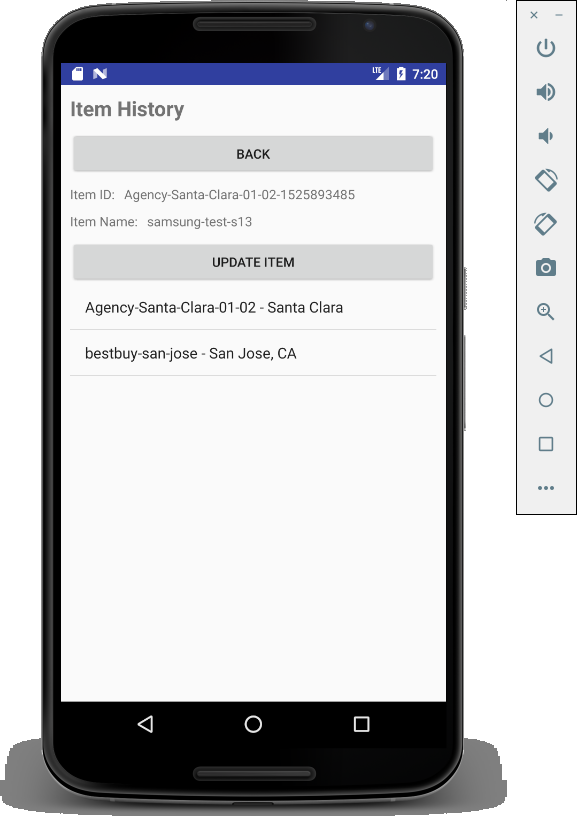 LTE 7:20
Item History
BACK
Item ID: Agency-Santa-Clara-01-02-1525893485
Item Name: samsung-test-s13
UPDATE ITEM
Agency-Santa-Clara-01-02 - Santa Clara
bestbuy-san-jose - San Jose, CA